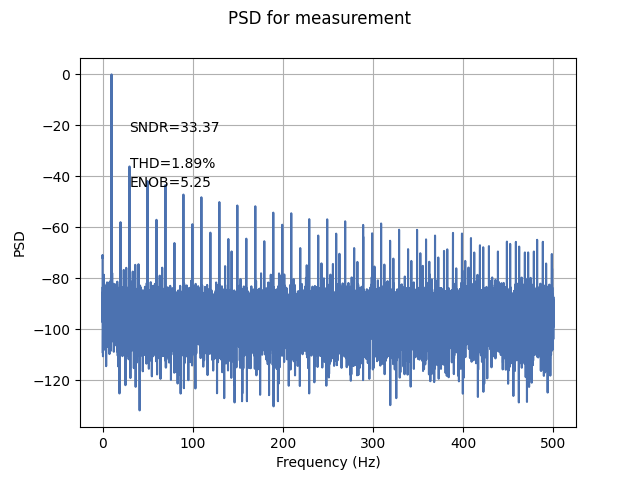 PSD for measurement
0
−20
−40
−60
−80
−100
−120
PSD
SNDR=33.37
THD=1.89%
ENOB=5.25
0
100
200
300
400
500
Frequency (Hz)